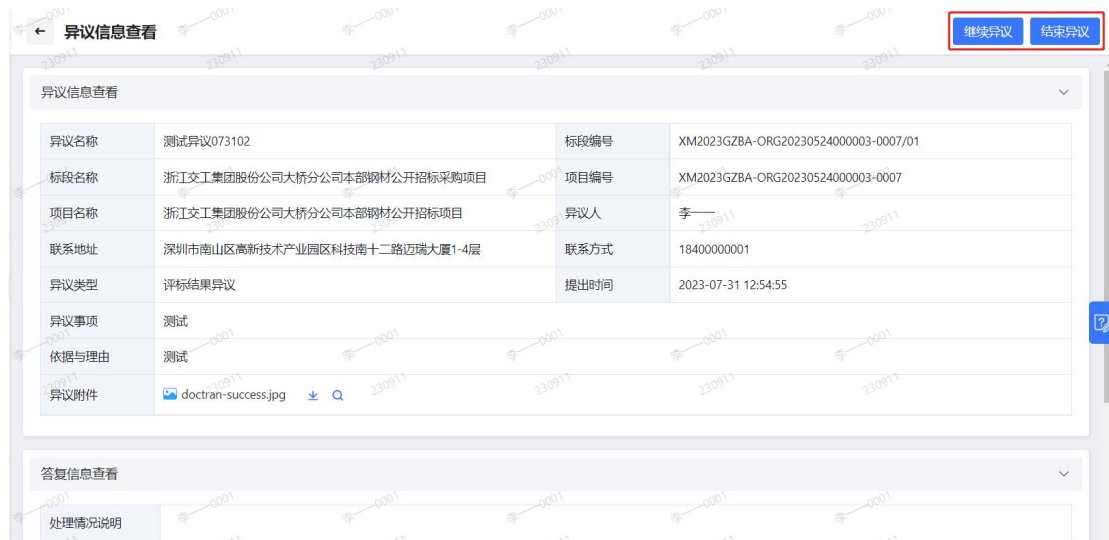 异议信息查看
继续异议 结束异议
异议信息查看
异议名称 测试异议073102 标段编号 XM2023GZBA-ORG20230524000003-0007/01
标段名称 浙江交工集团股份公司大桥分公司本部钢材公开招标采购项目 项目编号 XM2023GZBA-ORG20230524000003-0007
项目名称 浙江交工集团股份公司大桥分公司本部钢材公开招标项目 异议人 李一一
联系地址 深圳市南山区高新技术产业园区科技南十二路迈瑞大厦1-4层 联系方式 18400000001
异议类型 评标结果异议 提出时间 2023-07-31 12:54:55
异议事项 测试
依据与理由 测试
异议附件 doctran-success.jpg
答复信息查看
处理情况说明
李一一0001
230911